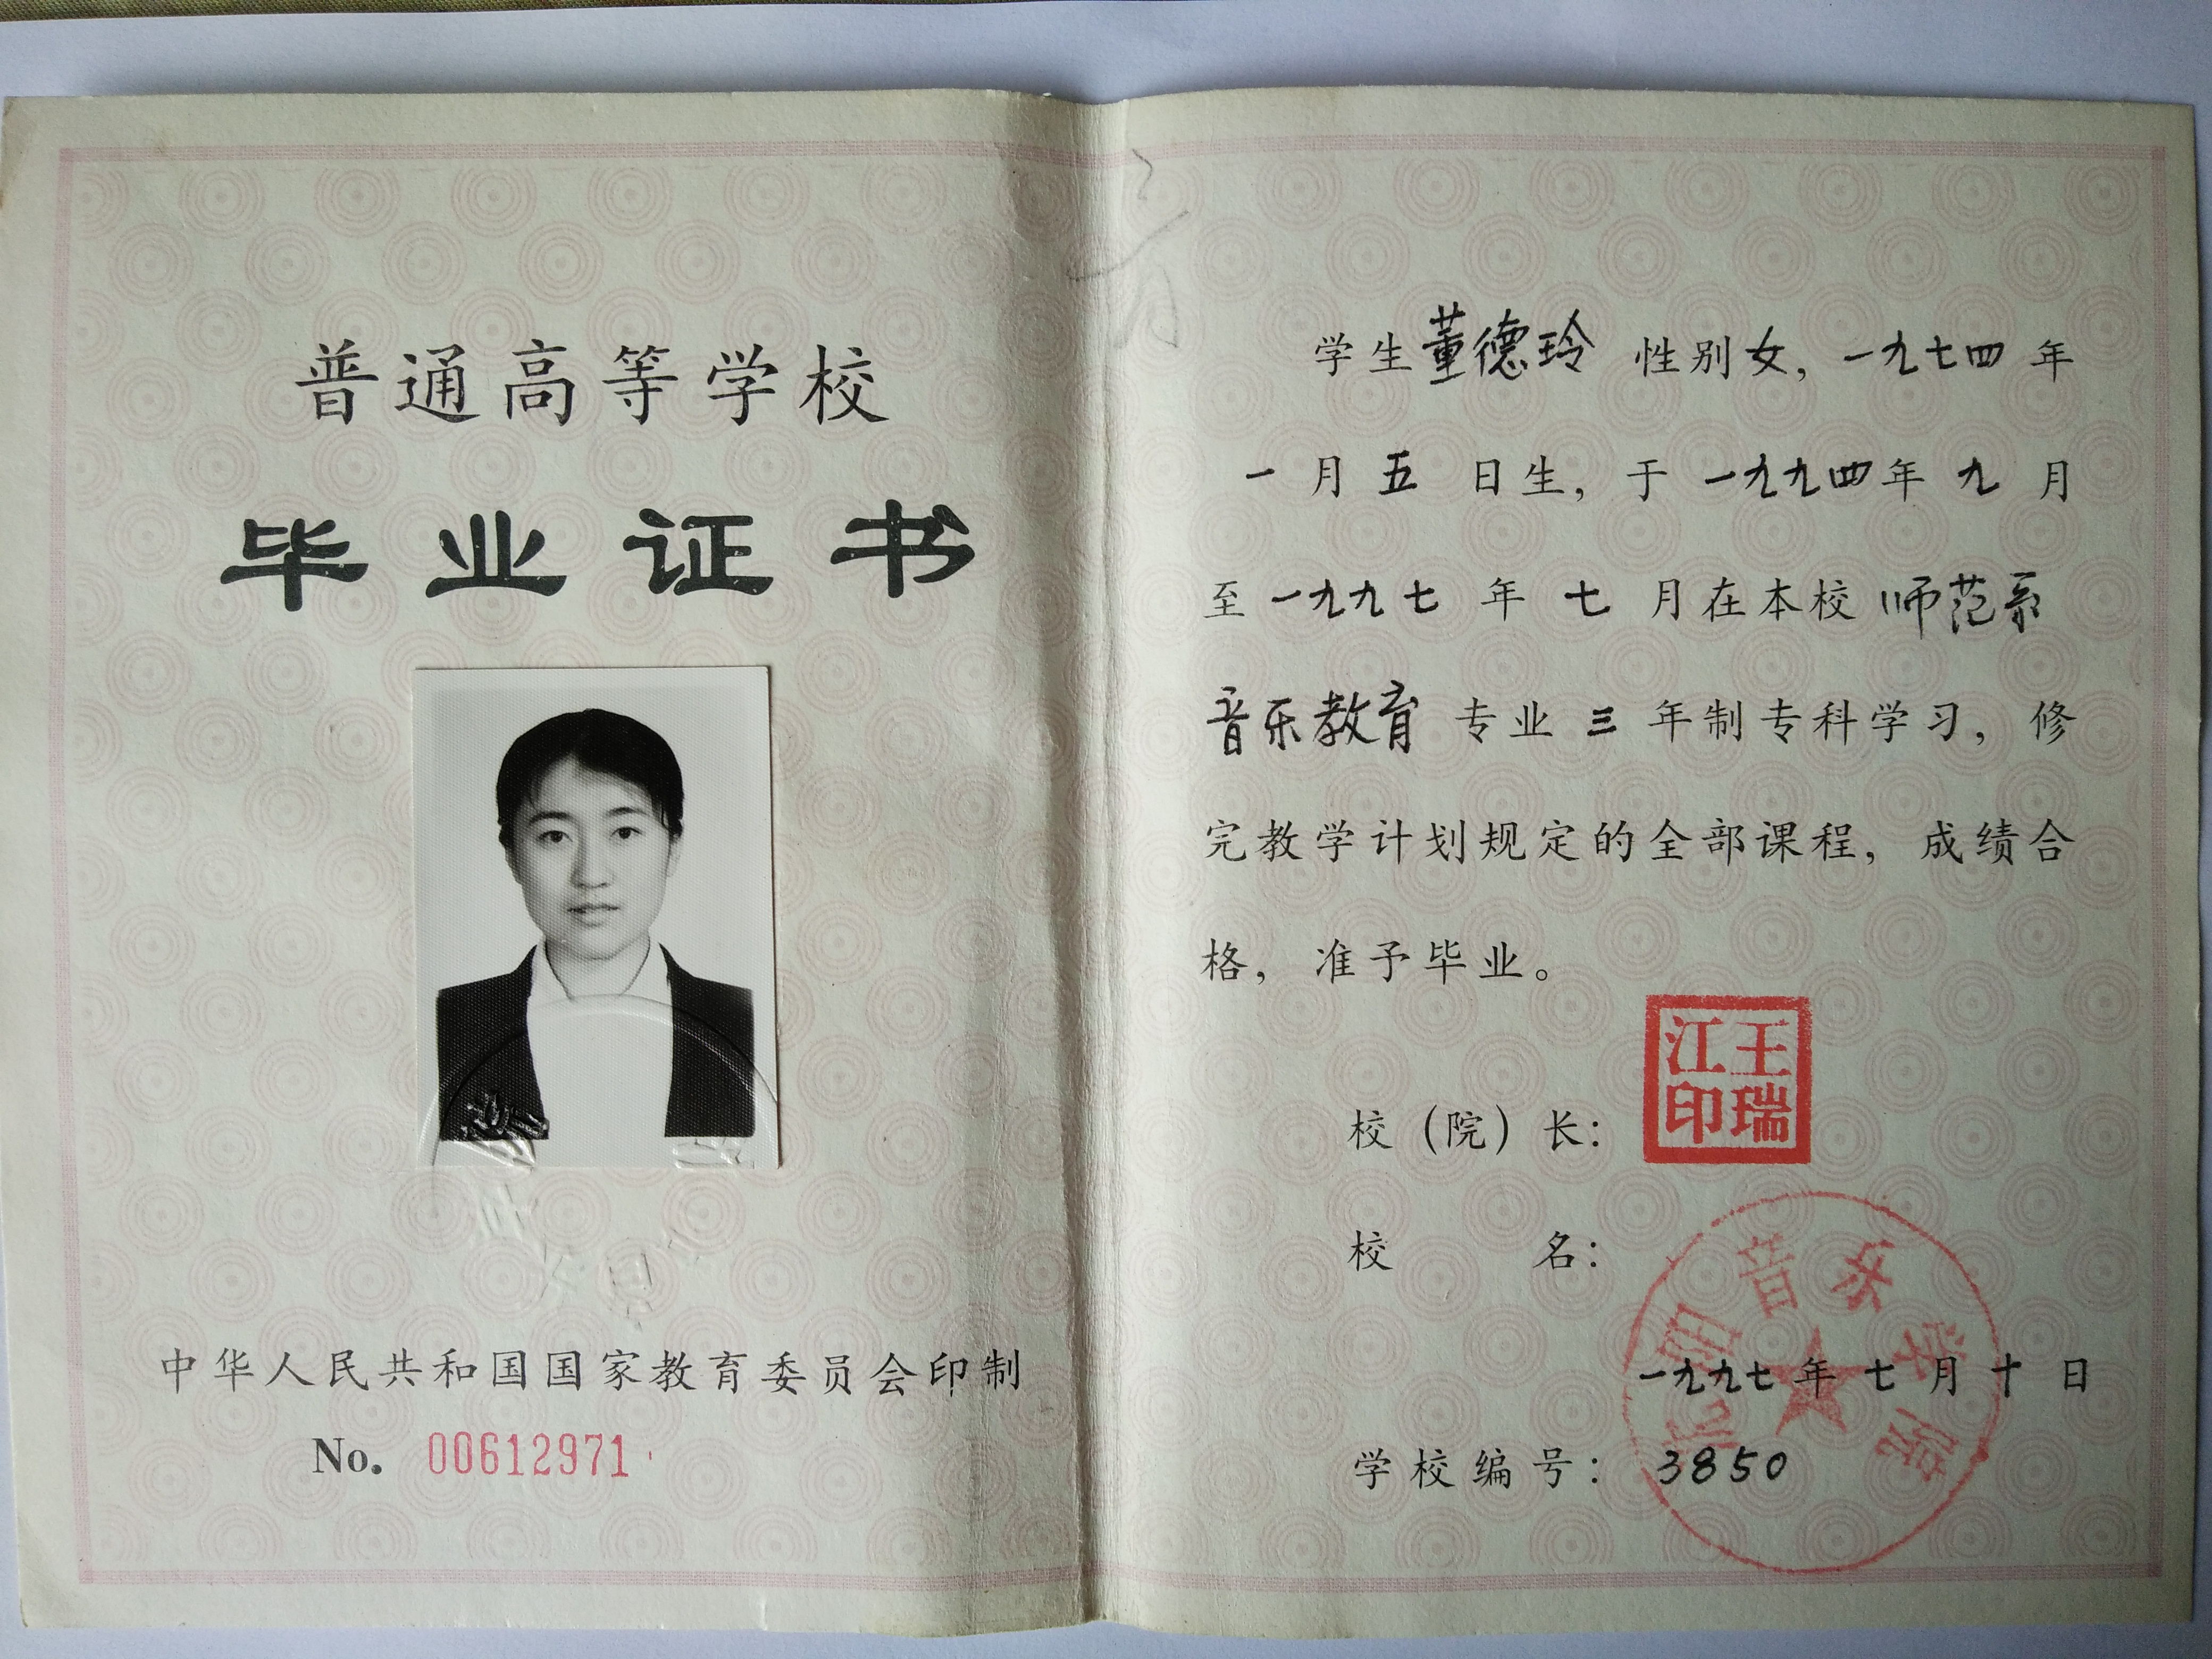 普通高等学校
毕业证书
中华人民共和国国家教育委员会印制
No. 00612971
学生董德玲 性别女，一九七四年
一月五日生，于一九九四年九月
至一九九七年七月在本校师范系
音乐教育专业三年制专科学习，修
完教学计划规定的全部课程，成绩合
格，准予毕业。
校（院）长：
王瑞江印
校名：
音乐学院
一九九七年七月十日
学校编号：3850